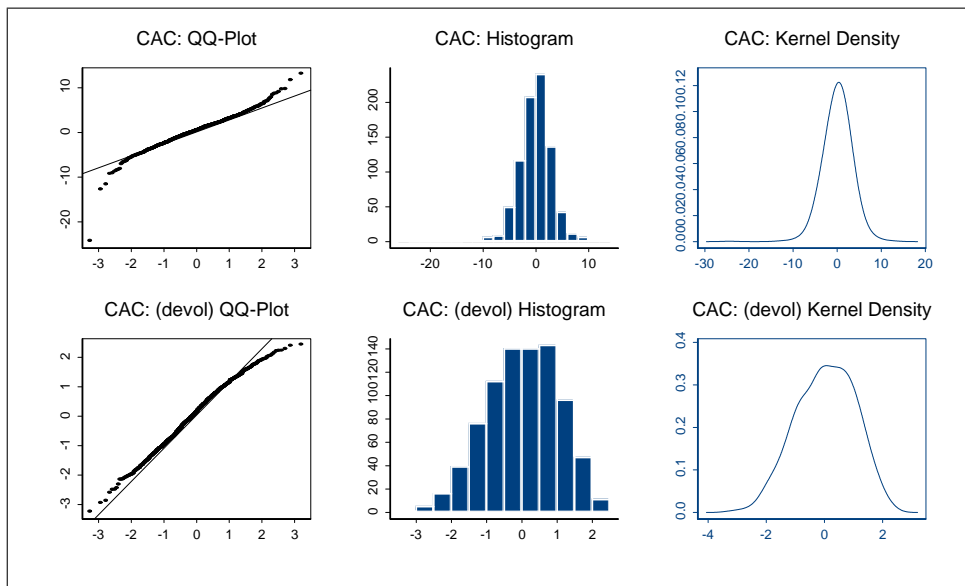 CAC: QQ-Plot
-20 -10 0 10
-3 -2 -1 0 1 2 3
CAC: Histogram
0 50 100 150 200
-20 -10 0 10
CAC: Kernel Density
0.000.020.040.060.080.100.12
-30 -20 -10 0 10 20
CAC: (devol) QQ-Plot
-3 -2 -1 0 1 2
-3 -2 -1 0 1 2 3
CAC: (devol) Histogram
0 20 40 60 80 100 120 140
-3 -2 -1 0 1 2
CAC: (devol) Kernel Density
0.0 0.1 0.2 0.3 0.4
-4 -2 0 2